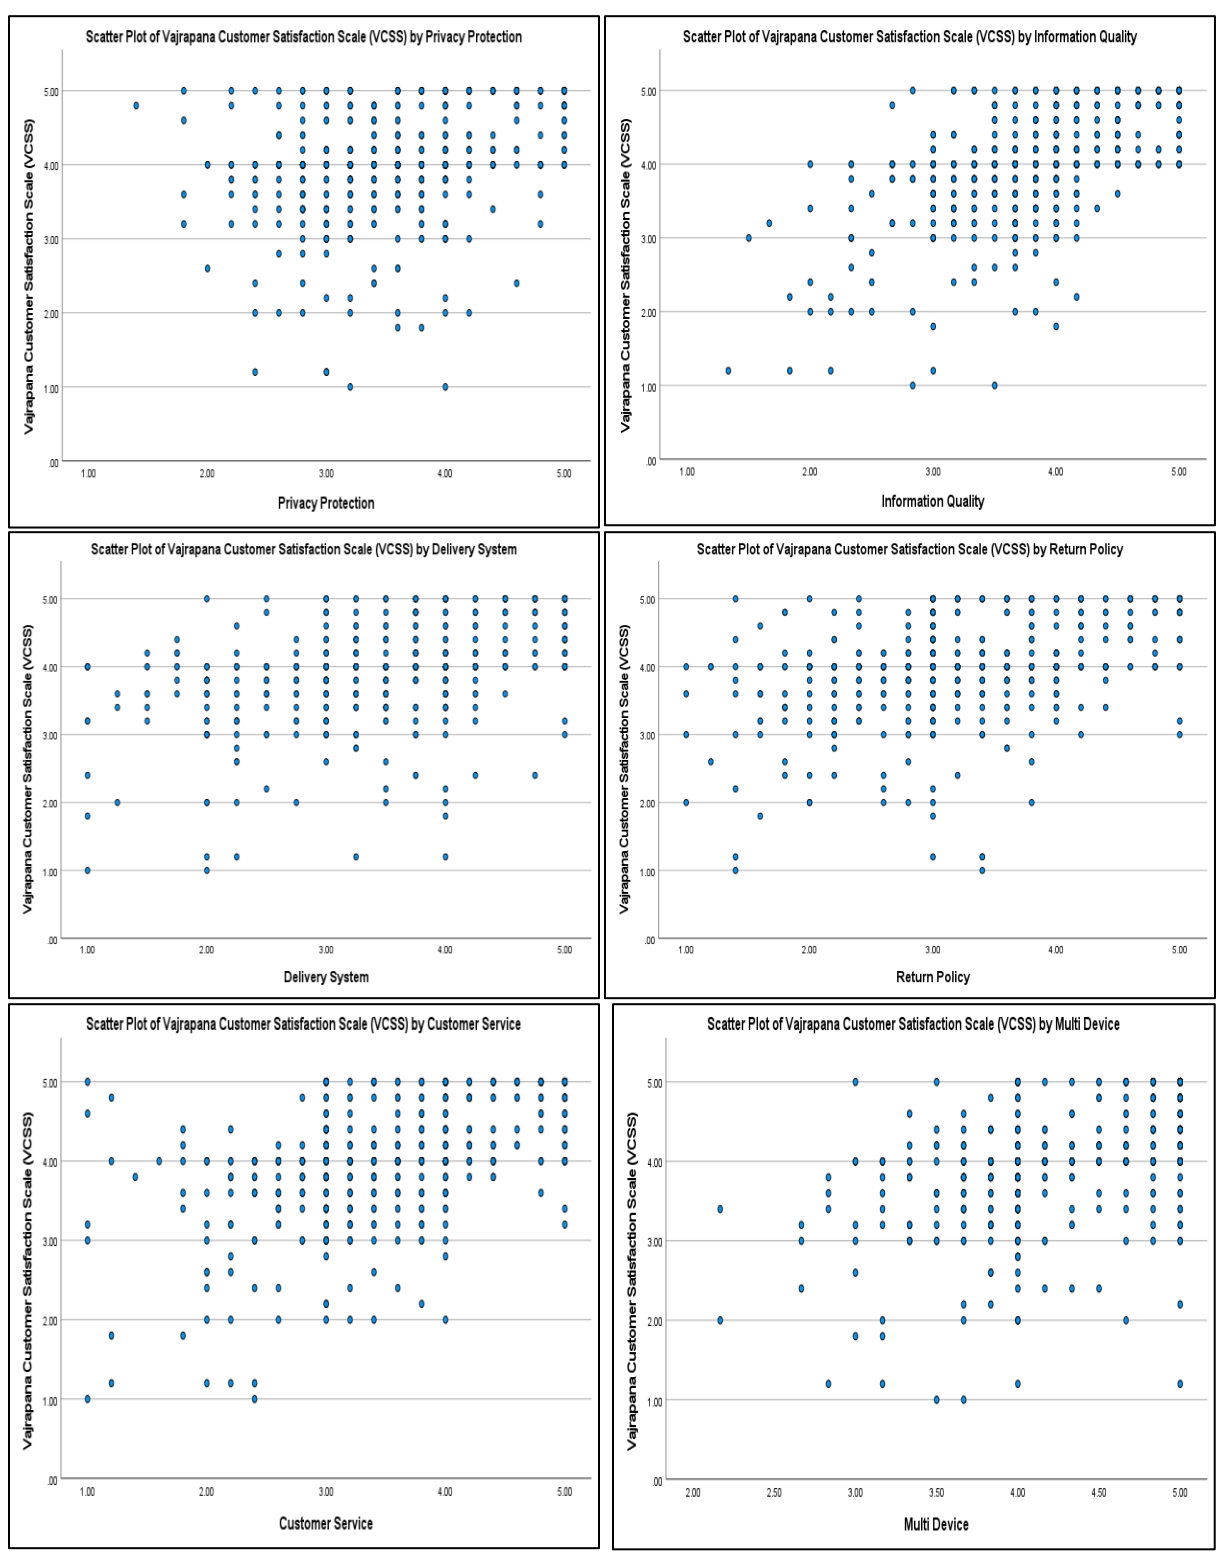 Scatter Plot of Vajrapana Customer Satisfaction Scale (VCSS) by Privacy Protection
Vajrapana Customer Satisfaction Scale (VCSS)
5.00
4.00
3.00
2.00
1.00
.00
1.00 2.00 3.00 4.00 5.00
Privacy Protection
Scatter Plot of Vajrapana Customer Satisfaction Scale (VCSS) by Information Quality
Vajrapana Customer Satisfaction Scale (VCSS)
5.00
4.00
3.00
2.00
1.00
.00
1.00 2.00 3.00 4.00 5.00
Information Quality
Scatter Plot of Vajrapana Customer Satisfaction Scale (VCSS) by Delivery System
Vajrapana Customer Satisfaction Scale (VCSS)
5.00
4.00
3.00
2.00
1.00
.00
1.00 2.00 3.00 4.00 5.00
Delivery System
Scatter Plot of Vajrapana Customer Satisfaction Scale (VCSS) by Return Policy
Vajrapana Customer Satisfaction Scale (VCSS)
5.00
4.00
3.00
2.00
1.00
.00
1.00 2.00 3.00 4.00 5.00
Return Policy
Scatter Plot of Vajrapana Customer Satisfaction Scale (VCSS) by Customer Service
Vajrapana Customer Satisfaction Scale (VCSS)
5.00
4.00
3.00
2.00
1.00
.00
1.00 2.00 3.00 4.00 5.00
Customer Service
Scatter Plot of Vajrapana Customer Satisfaction Scale (VCSS) by Multi Device
Vajrapana Customer Satisfaction Scale (VCSS)
5.00
4.00
3.00
2.00
1.00
.00
2.00 2.50 3.00 3.50 4.00 4.50 5.00
Multi Device